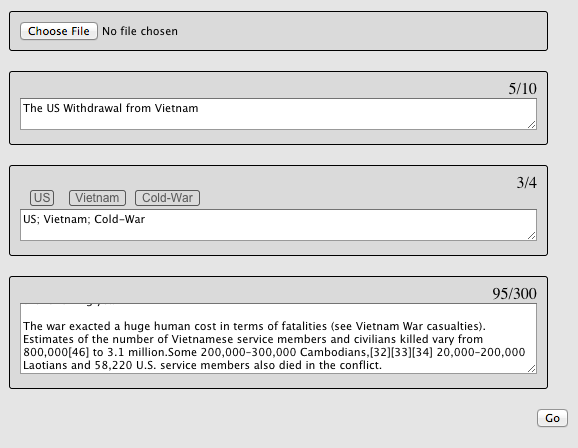 Choose File No file chosen
5/10
The US Withdrawal from Vietnam
3/4
US Vietnam Cold-War
US; Vietnam; Cold-War
95/300
The war exacted a huge human cost in terms of fatalities (see Vietnam War casualties).
Estimates of the number of Vietnamese service members and civilians killed vary from
800,000[46] to 3.1 million.Some 200,000-300,000 Cambodians,[32][33][34] 20,000-200,000
Laotians and 58,220 U.S. service members also died in the conflict.
Go